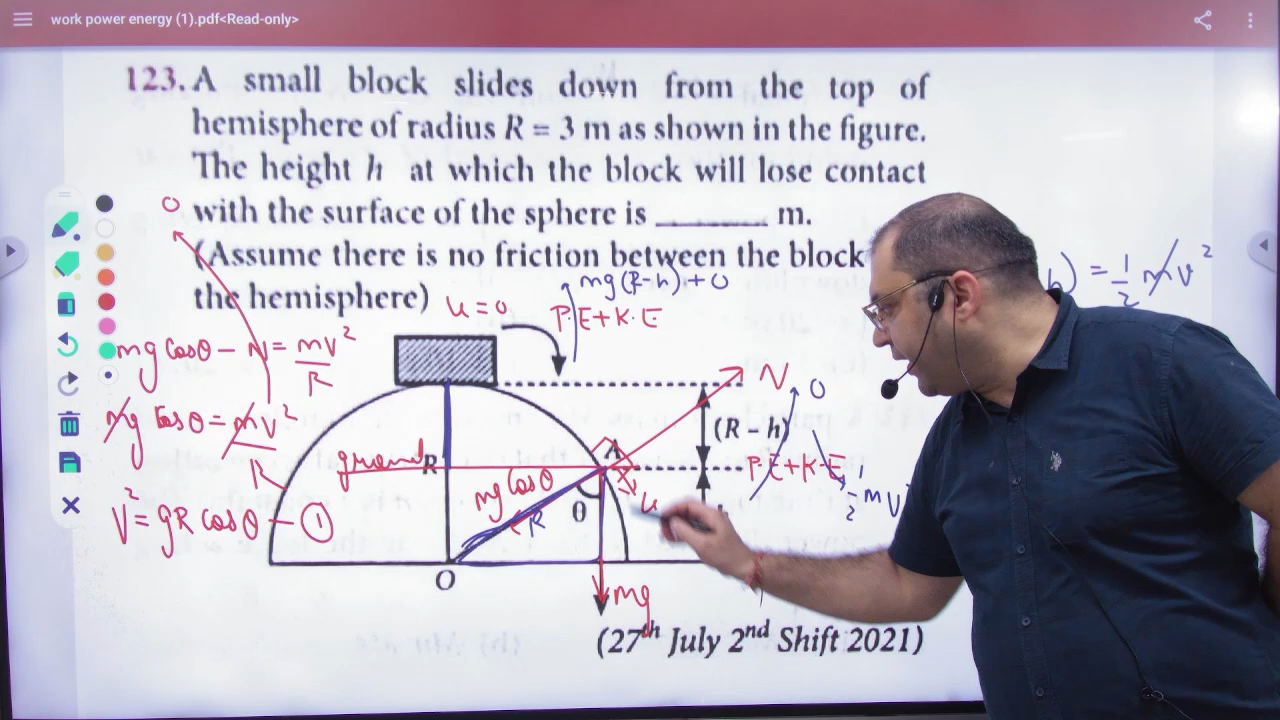 work power energy (1).pdf<Read-only>
123. A small block slides down from the top of
hemisphere of radius R = 3 m as shown in the figure.
The height h at which the block will lose contact
with the surface of the sphere is ________ m.
(Assume there is no friction between the block
the hemisphere)
0
u = 0
mg(R-h) + 0
P.E + K.E
) = 1/2 mv²
mg cosθ - N = mv²/R
N
0
(R – h)
mg cosθ = mv²/R
ground
R
A
P.E + K.E
1/2 mv
mg cosθ
R
θ
u
V² = gR cosθ - ①
O
mg
(27th July 2nd Shift 2021)